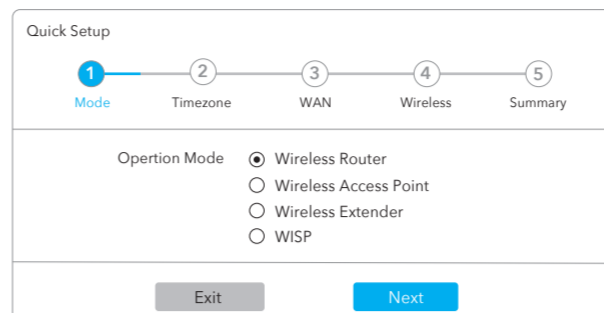 Quick Setup
1 2 3 4 5
Mode Timezone WAN Wireless Summary
Opertion Mode Wireless Router
Wireless Access Point
Wireless Extender
WISP
Exit Next